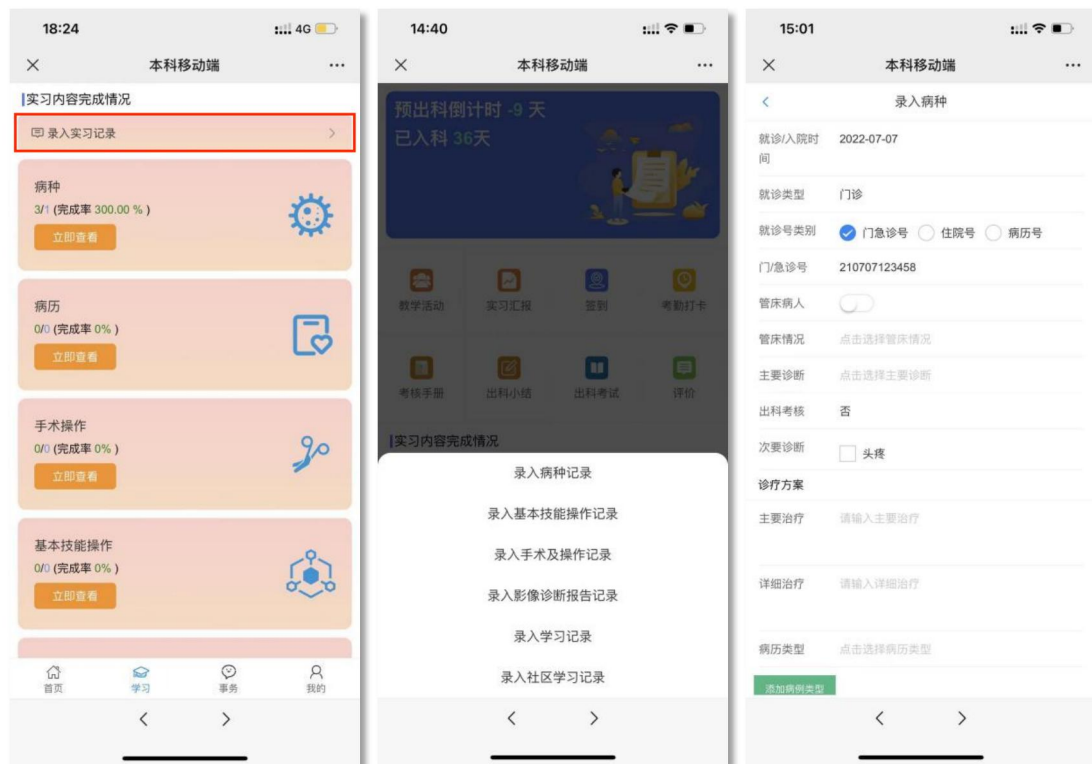 18:24
4G
本科移动端
实习内容完成情况
录入实习记录
病种
3/1 (完成率 300.00 % )
立即查看
病历
0/0 (完成率 0% )
立即查看
手术操作
0/0 (完成率 0% )
立即查看
基本技能操作
0/0 (完成率 0% )
立即查看
首页
学习
事务
我的
14:40
本科移动端
预出科倒计时 -9 天
已入科 36天
教学活动
实习汇报
签到
考勤打卡
考核手册
出科小结
出科考试
评价
实习内容完成情况
录入病种记录
录入基本技能操作记录
录入手术及操作记录
录入影像诊断报告记录
录入学习记录
录入社区学习记录
15:01
本科移动端
录入病种
就诊/入院时
间
2022-07-07
就诊类型 门诊
就诊号类别 门急诊号 住院号 病历号
门/急诊号 210707123458
管床病人
管床情况 点击选择管床情况
主要诊断 点击选择主要诊断
出科考核 否
次要诊断 头疼
诊疗方案
主要治疗 请输入主要治疗
详细治疗 请输入详细治疗
病历类型 点击选择病历类型
添加病例类型